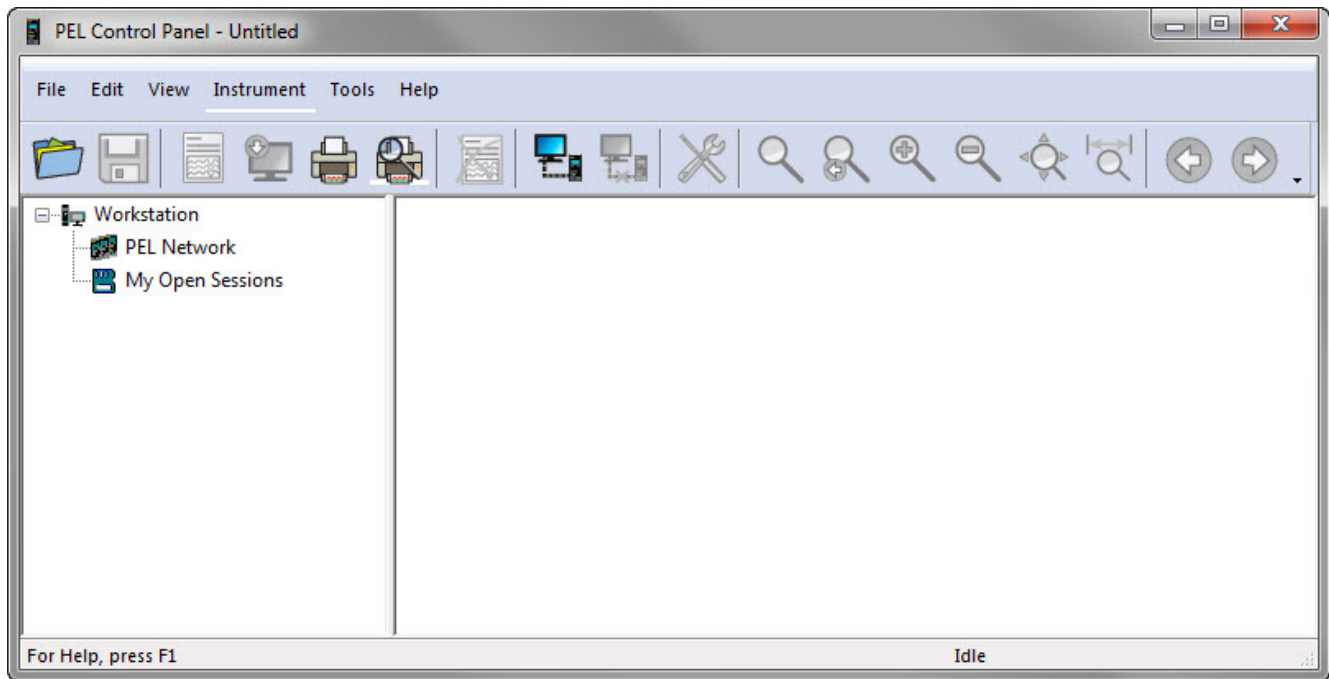 PEL Control Panel - Untitled
File Edit View Instrument Tools Help
Workstation
PEL Network
My Open Sessions
For Help, press F1 Idle